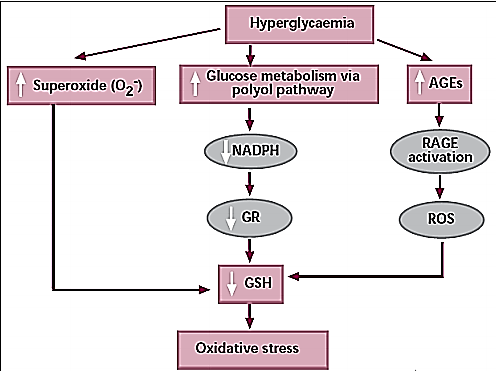 Hyperglycaemia
↑ Superoxide (O₂⁻)
↑ Glucose metabolism via
polyol pathway
↑ AGEs
↓ NADPH
RAGE
activation
↓ GR
ROS
↓ GSH
Oxidative stress